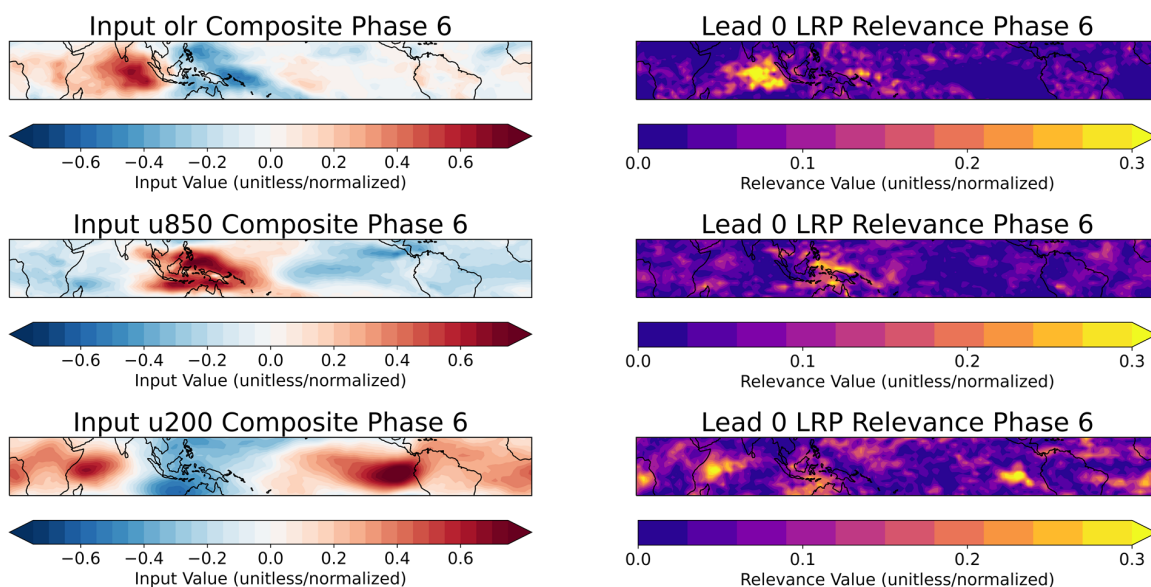 Input olr Composite Phase 6
Lead 0 LRP Relevance Phase 6
−0.6 −0.4 −0.2 0.0 0.2 0.4 0.6
Input Value (unitless/normalized)
0.0 0.1 0.2 0.3
Relevance Value (unitless/normalized)
Input u850 Composite Phase 6
Lead 0 LRP Relevance Phase 6
−0.6 −0.4 −0.2 0.0 0.2 0.4 0.6
Input Value (unitless/normalized)
0.0 0.1 0.2 0.3
Relevance Value (unitless/normalized)
Input u200 Composite Phase 6
Lead 0 LRP Relevance Phase 6
−0.6 −0.4 −0.2 0.0 0.2 0.4 0.6
Input Value (unitless/normalized)
0.0 0.1 0.2 0.3
Relevance Value (unitless/normalized)